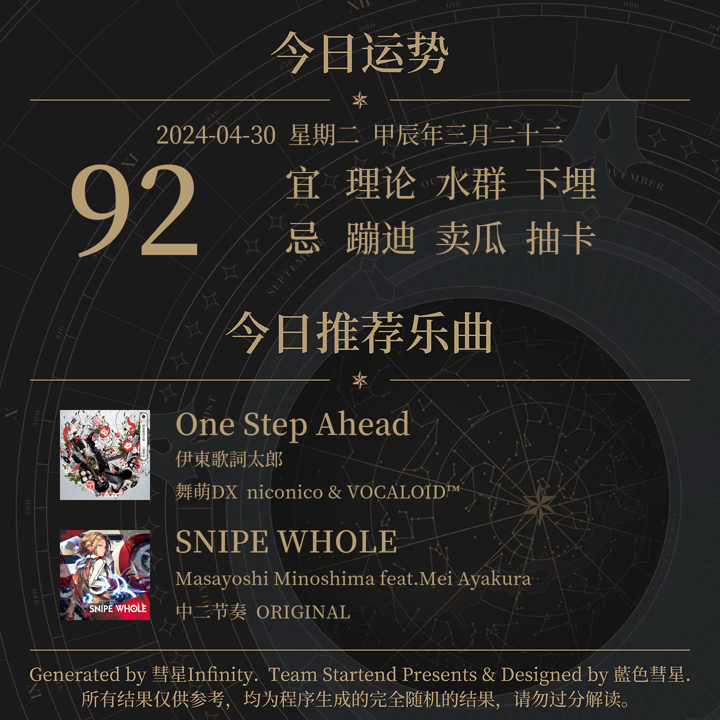 今日运势
2024-04-30 星期二 甲辰年三月二十二
92
宜 理论 水群 下埋
忌 蹦迪 卖瓜 抽卡
今日推荐乐曲
One Step Ahead
伊東歌詞太郎
舞萌DX niconico & VOCALOID™
SNIPE WHOLE
Masayoshi Minoshima feat.Mei Ayakura
中二节奏 ORIGINAL
SNIPE WHOLE
Generated by 彗星Infinity. Team Startend Presents & Designed by 藍色彗星.
所有结果仅供参考，均为程序生成的完全随机的结果，请勿过分解读。
SEPTEMBER